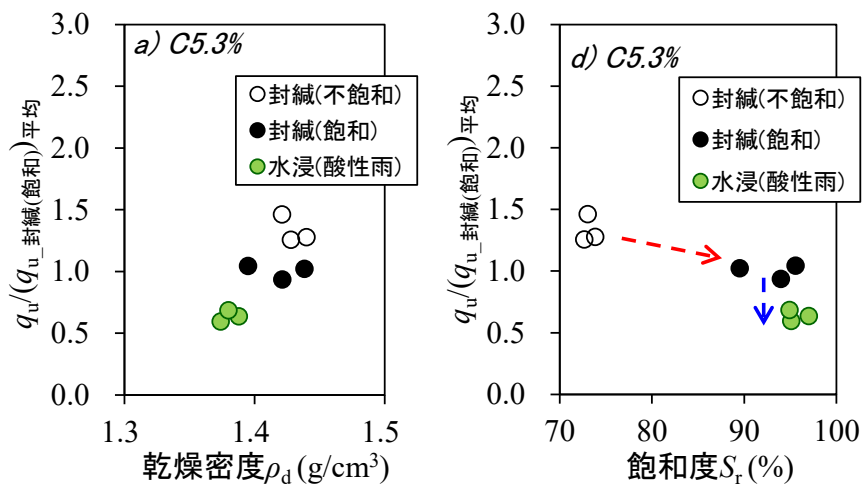 a) C5.3%
封緘(不飽和)
封緘(飽和)
水浸(酸性雨)
3.0
2.5
2.0
1.5
1.0
0.5
0.0
1.3
1.4
1.5
qu/(qu_封緘(飽和))平均
乾燥密度ρd (g/cm3)
d) C5.3%
封緘(不飽和)
封緘(飽和)
水浸(酸性雨)
3.0
2.5
2.0
1.5
1.0
0.5
0.0
70
80
90
100
qu/(qu_封緘(飽和))平均
飽和度Sr (%)